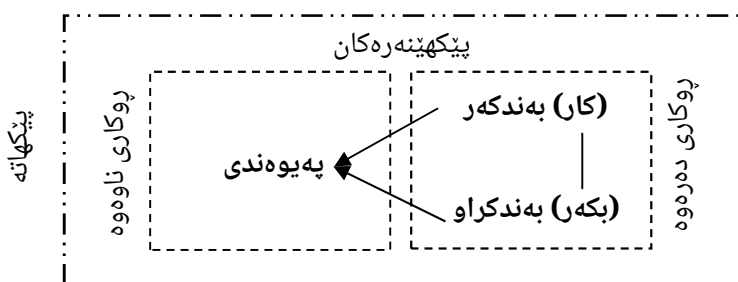 پێکهێنەرەکان
ڕوکاری دەرەوە
(کار) بەندکەر
(بکەر) بەندکراو
پەیوەندی
ڕوکاری ناوەوە
پێکهاتە